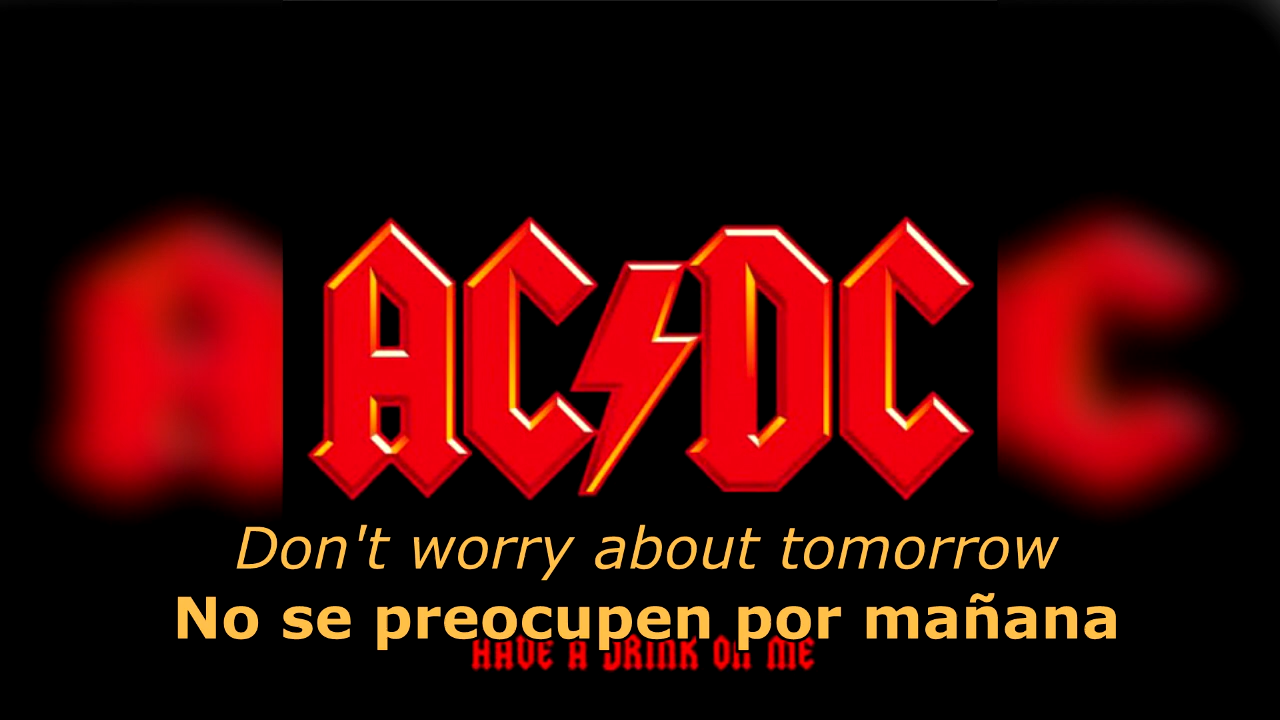 AC/DC
Don't worry about tomorrow
No se preocupen por mañana
HAVE A DRINK ON ME